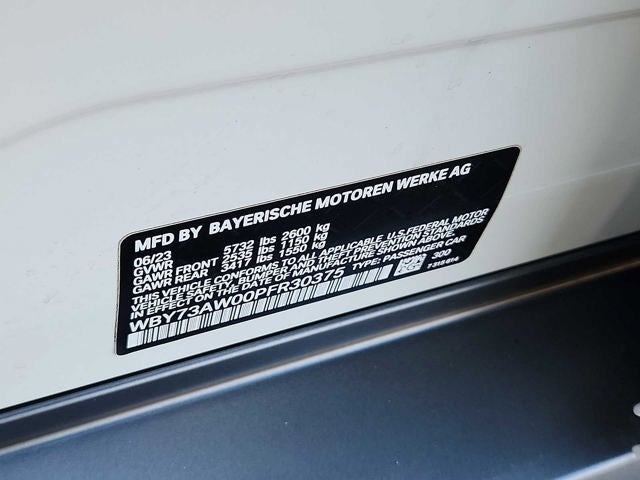 MFD BY BAYERISCHE MOTOREN WERKE AG
06/23
GVWR 5732 lbs 2600 kg
GAWR FRONT 2535 lbs 1150 kg
GAWR REAR 3417 lbs 1550 kg
THIS VEHICLE CONFORMS TO ALL APPLICABLE U.S. FEDERAL MOTOR
VEHICLE SAFETY, BUMPER AND THEFT PREVENTION STANDARDS
IN EFFECT ON THE DATE OF MANUFACTURE SHOWN ABOVE.
WBY73AW00PFR30375 TYPE: PASSENGER CAR
300
7318614